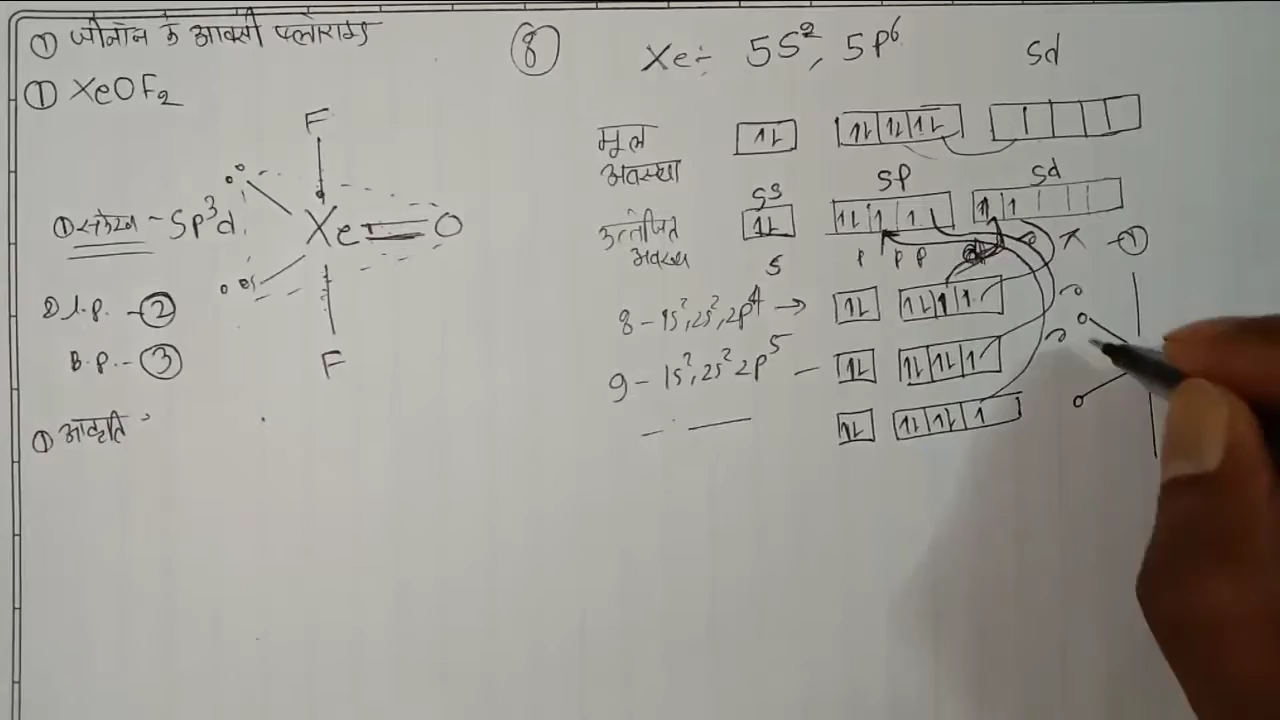 ① जीनॉन के आक्सी फ्लोराइड
① XeOF₂
F
Xe=O
F
① संकरण - Sp³d
② l.p. - ②
B.p. - ③
① आकृति
⑧
Xe ÷ 5S², 5p⁶ 5d
मूल अवस्था
5S 5p 5d
उत्तेजित अवस्था
S P P P
π - ①
8 - 1s², 2s², 2p⁴ →
9 - 1s², 2s² 2p⁵ -